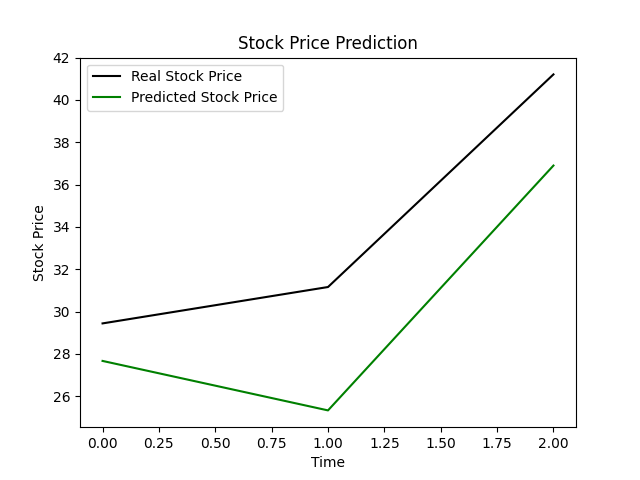 Stock Price Prediction
Real Stock Price
Predicted Stock Price
Stock Price
42
40
38
36
34
32
30
28
26
0.00 0.25 0.50 0.75 1.00 1.25 1.50 1.75 2.00
Time